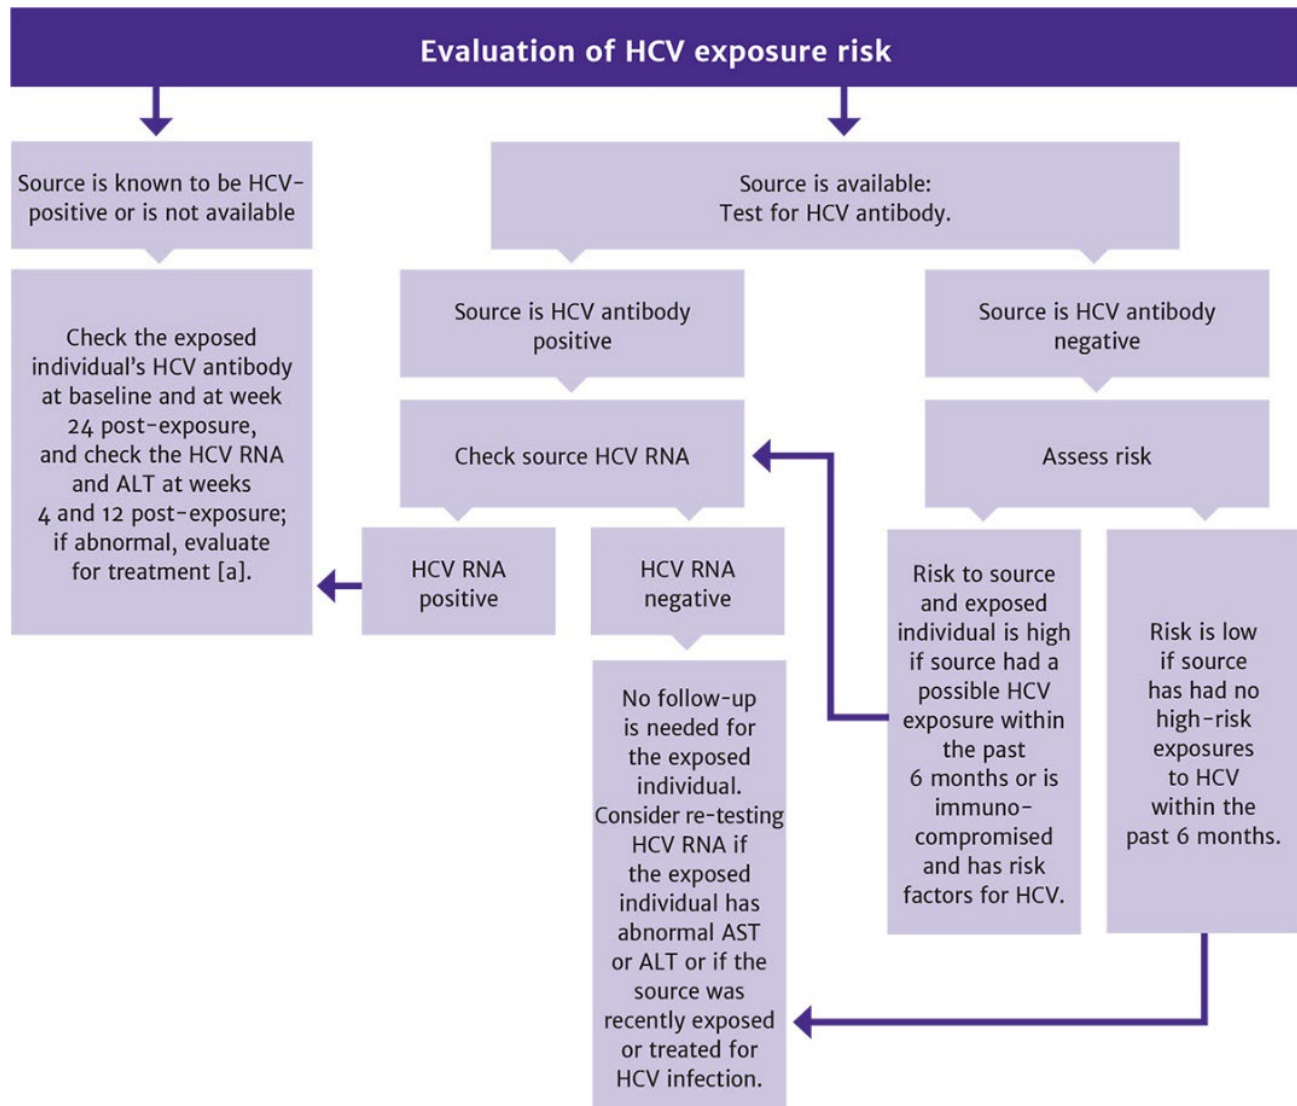 Evaluation of HCV exposure risk
Source is known to be HCV-
positive or is not available
Check the exposed
individual’s HCV antibody
at baseline and at week
24 post-exposure,
and check the HCV RNA
and ALT at weeks
4 and 12 post-exposure;
if abnormal, evaluate
for treatment [a].
Source is available:
Test for HCV antibody.
Source is HCV antibody
positive
Check source HCV RNA
HCV RNA
positive
HCV RNA
negative
No follow-up
is needed for
the exposed
individual.
Consider re-testing
HCV RNA if
the exposed
individual has
abnormal AST
or ALT or if the
source was
recently exposed
or treated for
HCV infection.
Source is HCV antibody
negative
Assess risk
Risk to source
and exposed
individual is high
if source had a
possible HCV
exposure within
the past
6 months or is
immuno-
compromised
and has risk
factors for HCV.
Risk is low
if source
has had no
high-risk
exposures
to HCV
within the
past 6 months.